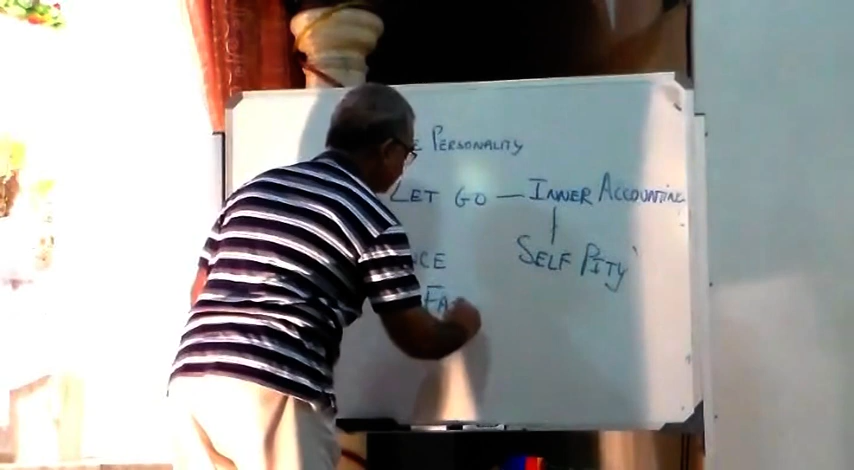 PERSONALITY
LET GO — INNER ACCOUNTING
SELF PITY